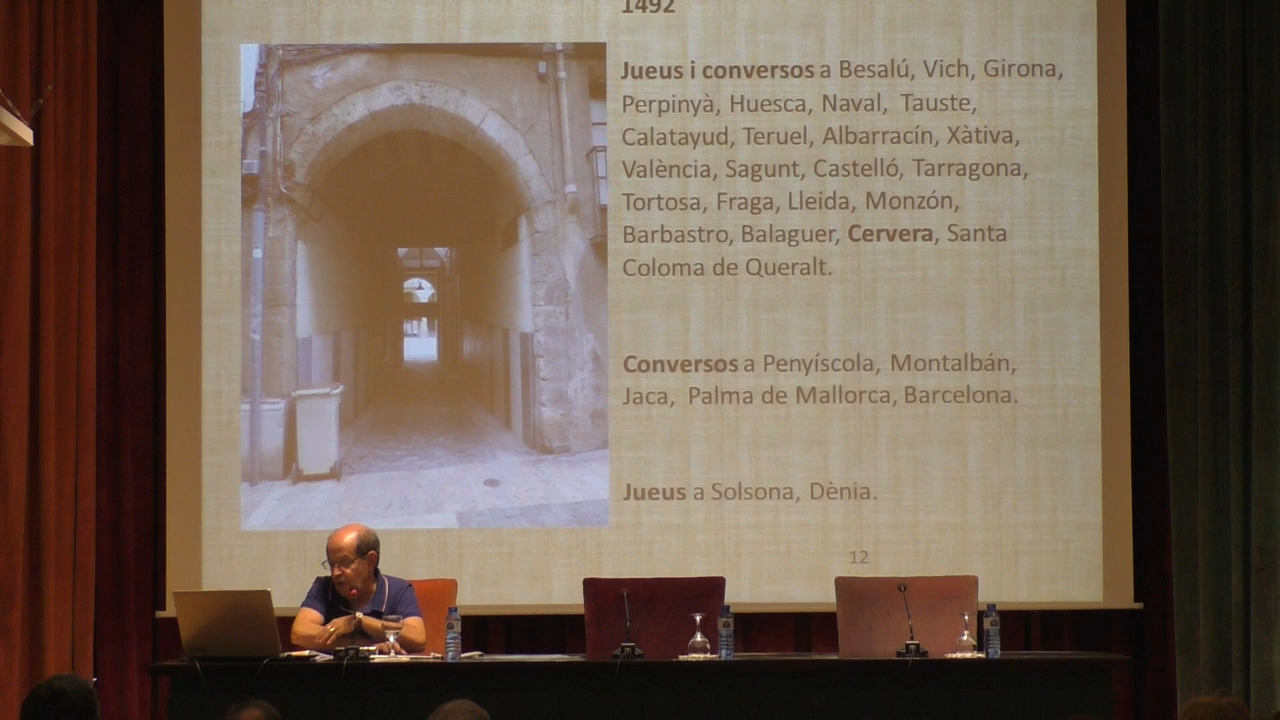 1492
Jueus i conversos a Besalú, Vich, Girona,
Perpinyà, Huesca, Naval, Tauste,
Calatayud, Teruel, Albarracín, Xàtiva,
València, Sagunt, Castelló, Tarragona,
Tortosa, Fraga, Lleida, Monzón,
Barbastro, Balaguer, Cervera, Santa
Coloma de Queralt.
Conversos a Penyíscola, Montalbán,
Jaca, Palma de Mallorca, Barcelona.
Jueus a Solsona, Dènia.
12